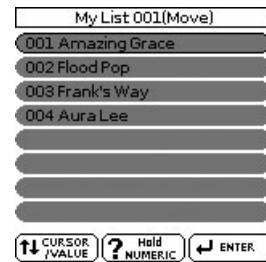 My List 001(Move)
001 Amazing Grace
002 Flood Pop
003 Frank's Way
004 Aura Lee
CURSOR /VALUE
? Hold NUMERIC
ENTER